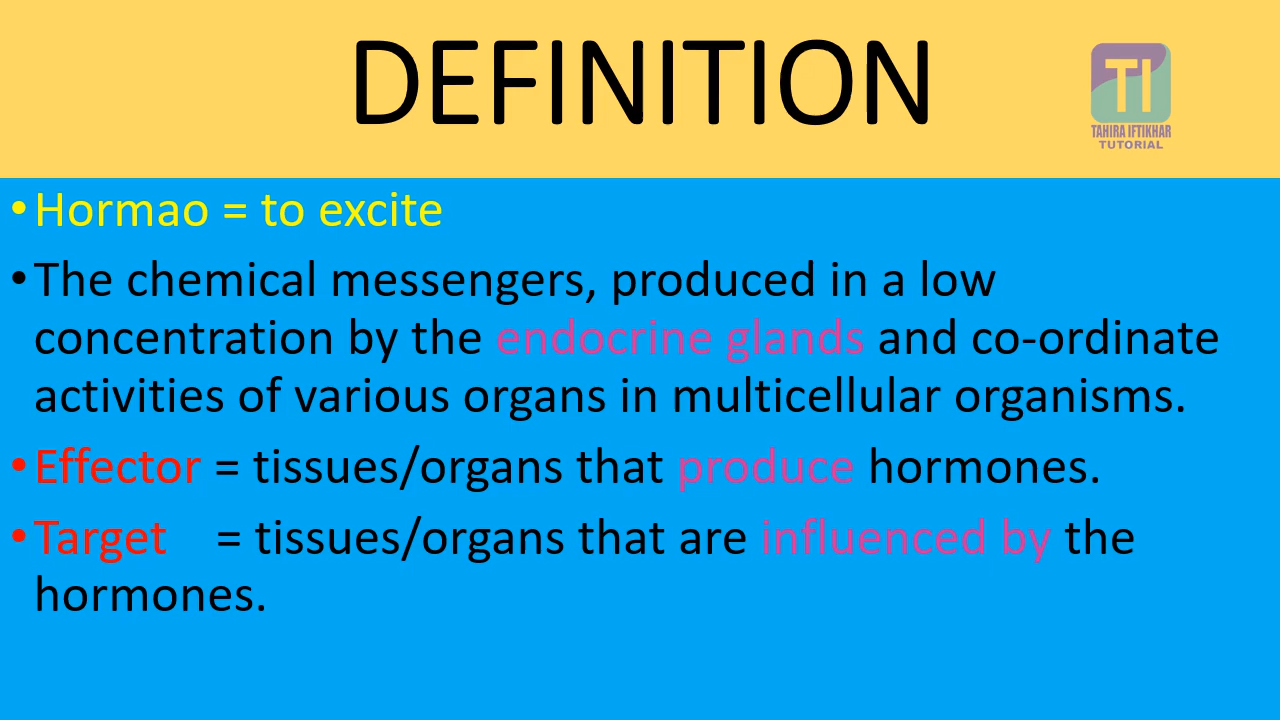 DEFINITION
TI
TAHIRA IFTIKHAR
TUTORIAL
•Hormao = to excite
•The chemical messengers, produced in a low
concentration by the endocrine glands and co-ordinate
activities of various organs in multicellular organisms.
•Effector = tissues/organs that produce hormones.
•Target = tissues/organs that are influenced by the
hormones.